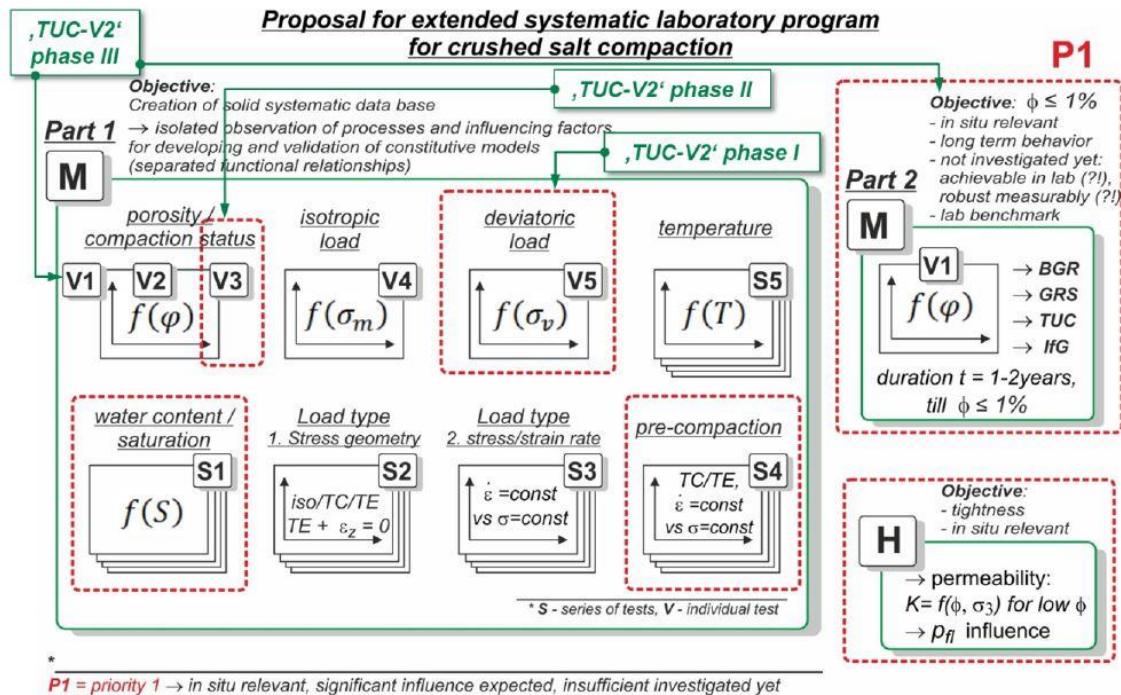 Proposal for extended systematic laboratory program
for crushed salt compaction
‚TUC-V2‘
phase III
‚TUC-V2‘ phase II
‚TUC-V2‘ phase I
P1
Objective:
Creation of solid systematic data base
→ isolated observation of processes and influencing factors
for developing and validation of constitutive models
(separated functional relationships)
Part 1
M
porosity /
compaction status
V1
V2
V3
f(φ)
isotropic
load
V4
f(σm)
deviatoric
load
V5
f(σv)
temperature
S5
f(T)
water content /
saturation
S1
f(S)
Load type
1. Stress geometry
S2
iso/TC/TE
TE + εz = 0
Load type
2. stress/strain rate
S3
ε̇ =const
vs σ=const
pre-compaction
S4
TC/TE,
ε̇ =const
vs σ=const
* S - series of tests, V - individual test
Objective: ϕ ≤ 1%
- in situ relevant
- long term behavior
- not investigated yet:
achievable in lab (?!),
robust measurably (?!)
- lab benchmark
Part 2
M
V1
f(φ)
→ BGR
→ GRS
→ TUC
→ IfG
duration t = 1-2years,
till ϕ ≤ 1%
Objective:
- tightness
- in situ relevant
H
→ permeability:
K= f(ϕ, σ3) for low ϕ
→ pfl influence
*
P1 = priority 1 → in situ relevant, significant influence expected, insufficient investigated yet